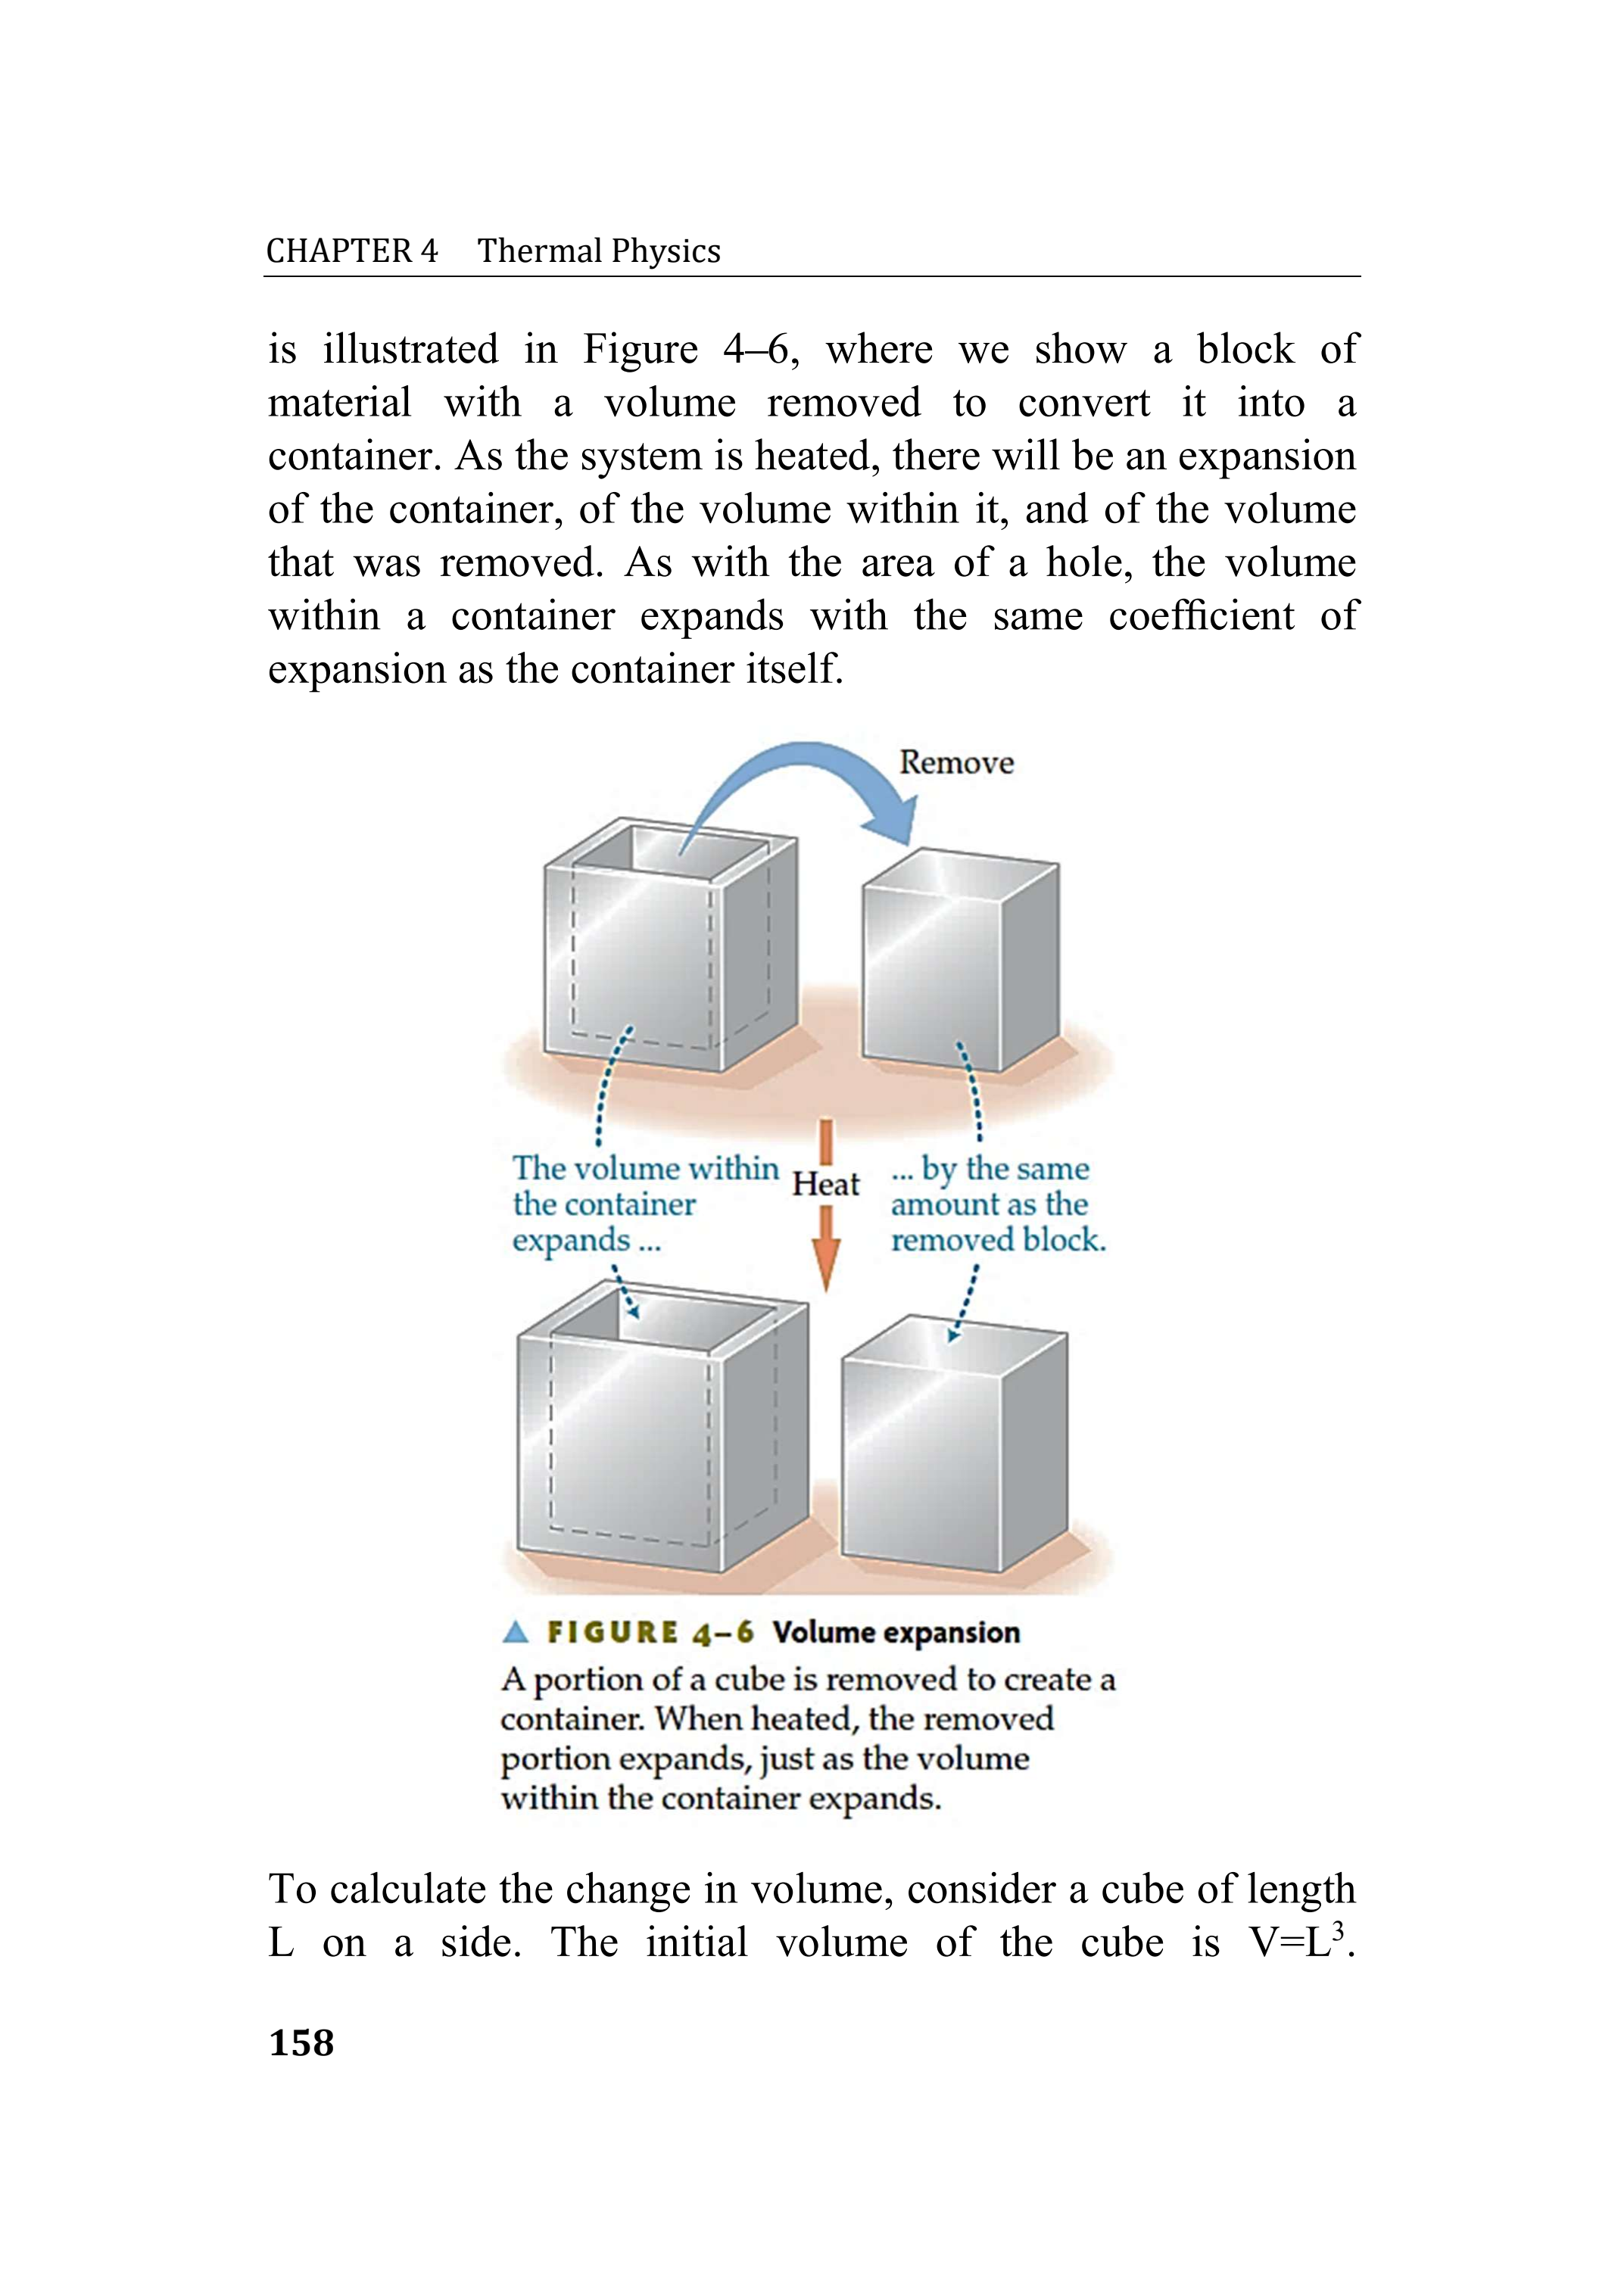 CHAPTER 4 Thermal Physics
is illustrated in Figure 4–6, where we show a block of
material with a volume removed to convert it into a
container. As the system is heated, there will be an expansion
of the container, of the volume within it, and of the volume
that was removed. As with the area of a hole, the volume
within a container expands with the same coefficient of
expansion as the container itself.
Remove
The volume within
the container
expands ...
Heat
... by the same
amount as the
removed block.
▲ FIGURE 4–6 Volume expansion
A portion of a cube is removed to create a
container. When heated, the removed
portion expands, just as the volume
within the container expands.
To calculate the change in volume, consider a cube of length
L on a side. The initial volume of the cube is V=L³.
158